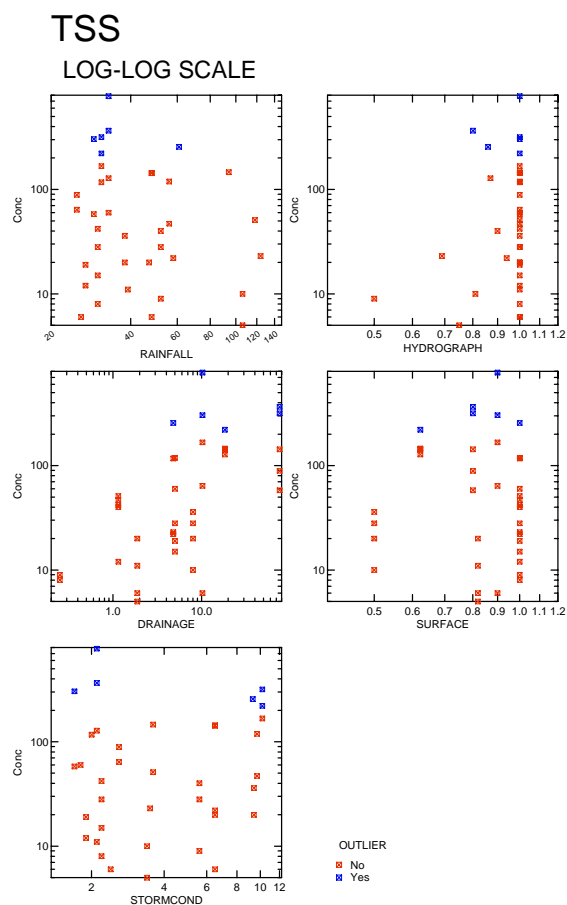 TSS
LOG-LOG SCALE
Conc
100
10
20
40
60
80
100
120
140
RAINFALL
Conc
100
10
0.5
0.6
0.7
0.8
0.9
1.0
1.1
1.2
HYDROGRAPH
Conc
100
10
1.0
10.0
DRAINAGE
Conc
100
10
0.5
0.6
0.7
0.8
0.9
1.0
1.1
1.2
SURFACE
Conc
100
10
2
4
6
8
10
12
STORMCOND
OUTLIER
No
Yes